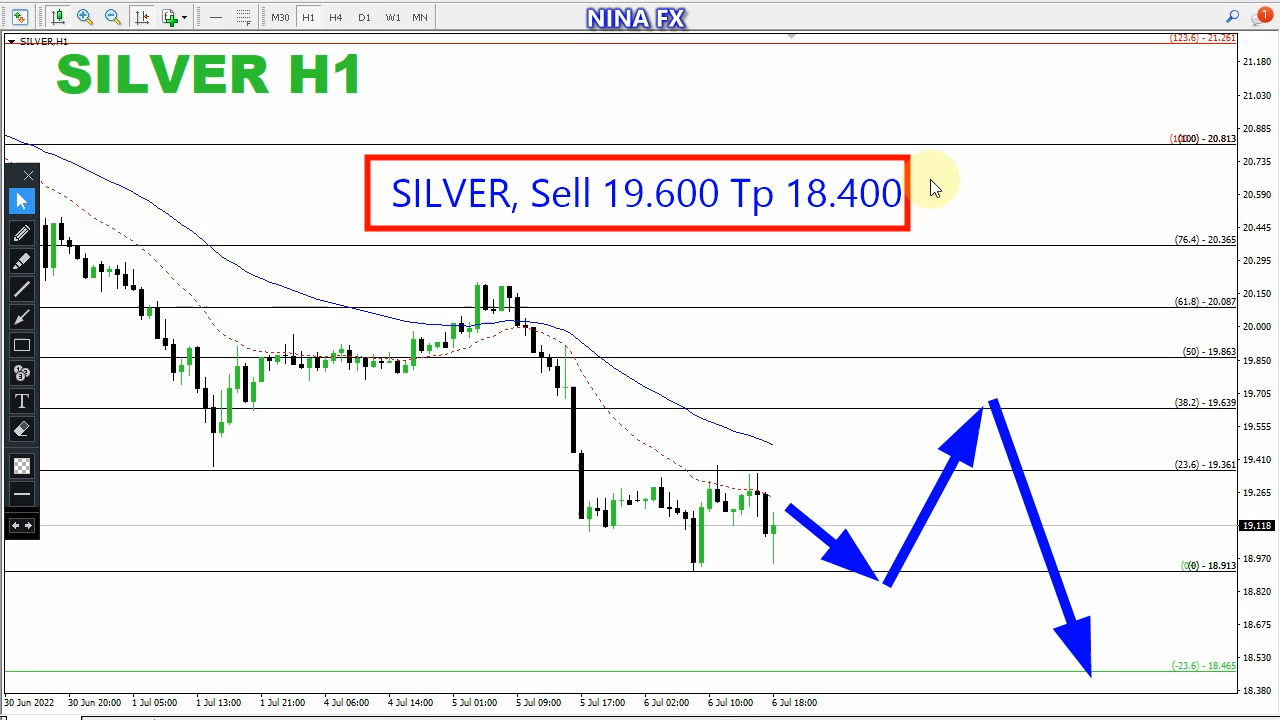 M30 H1 H4 D1 W1 MN
NINA FX
1
SILVER,H1
SILVER H1
SILVER, Sell 19.600 Tp 18.400
T
(123.6) - 21.261
(100) - 20.813
(76.4) - 20.365
(61.8) - 20.087
(50) - 19.863
(38.2) - 19.639
(23.6) - 19.361
(0) - 18.913
(-23.6) - 18.465
21.180
21.030
20.885
20.735
20.590
20.445
20.295
20.150
20.000
19.850
19.705
19.555
19.410
19.265
19.118
18.970
18.820
18.675
18.530
18.380
30 Jun 2022 30 Jun 20:00 1 Jul 05:00 1 Jul 13:00 1 Jul 21:00 4 Jul 06:00 4 Jul 14:00 5 Jul 01:00 5 Jul 09:00 5 Jul 17:00 6 Jul 02:00 6 Jul 10:00 6 Jul 18:00